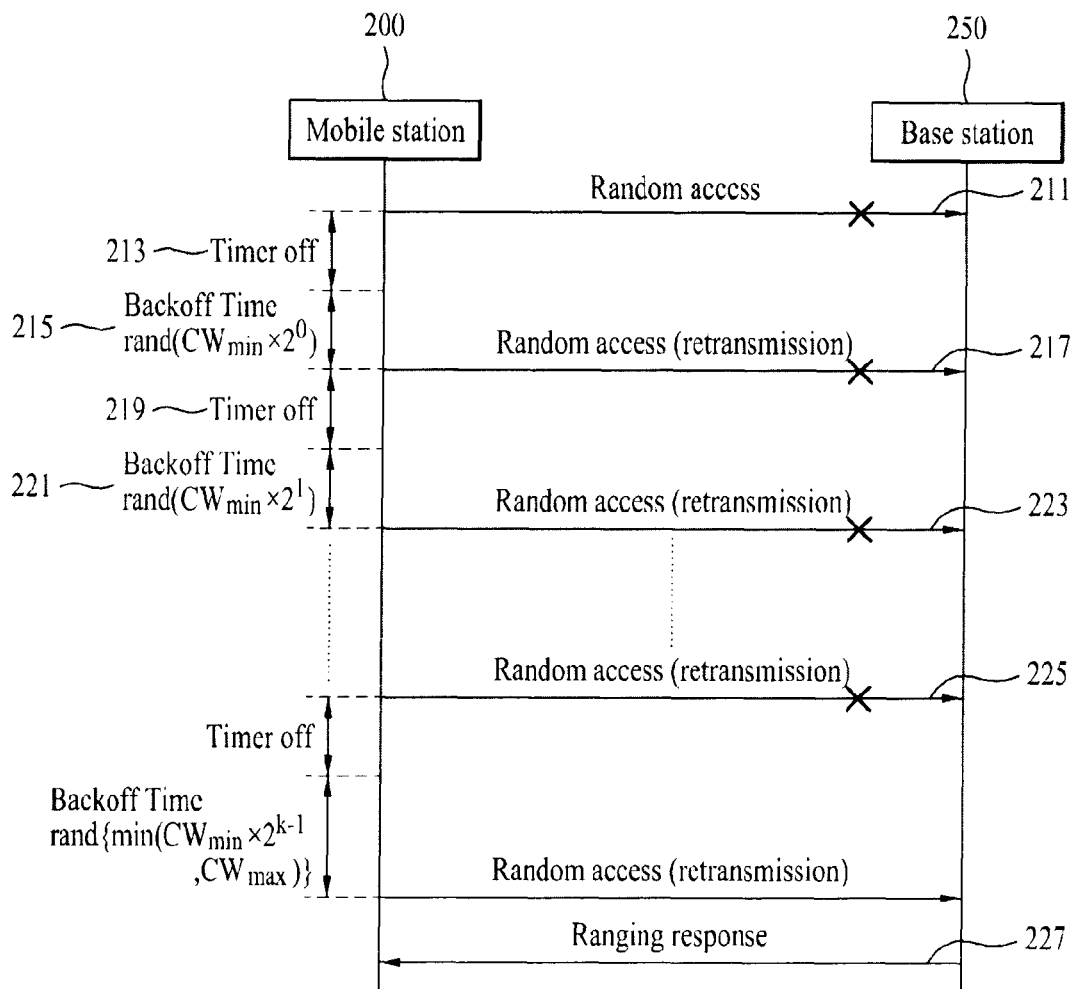 200
250
Mobile station
Base station
Random access
211
213
Timer off
215
Backoff Time
rand(CWmin ×2^0)
Random access (retransmission)
217
219
Timer off
221
Backoff Time
rand(CWmin ×2^1)
Random access (retransmission)
223
Random access (retransmission)
225
Timer off
Backoff Time
rand{min(CWmin ×2^k-1
,CWmax)}
Random access (retransmission)
Ranging response
227